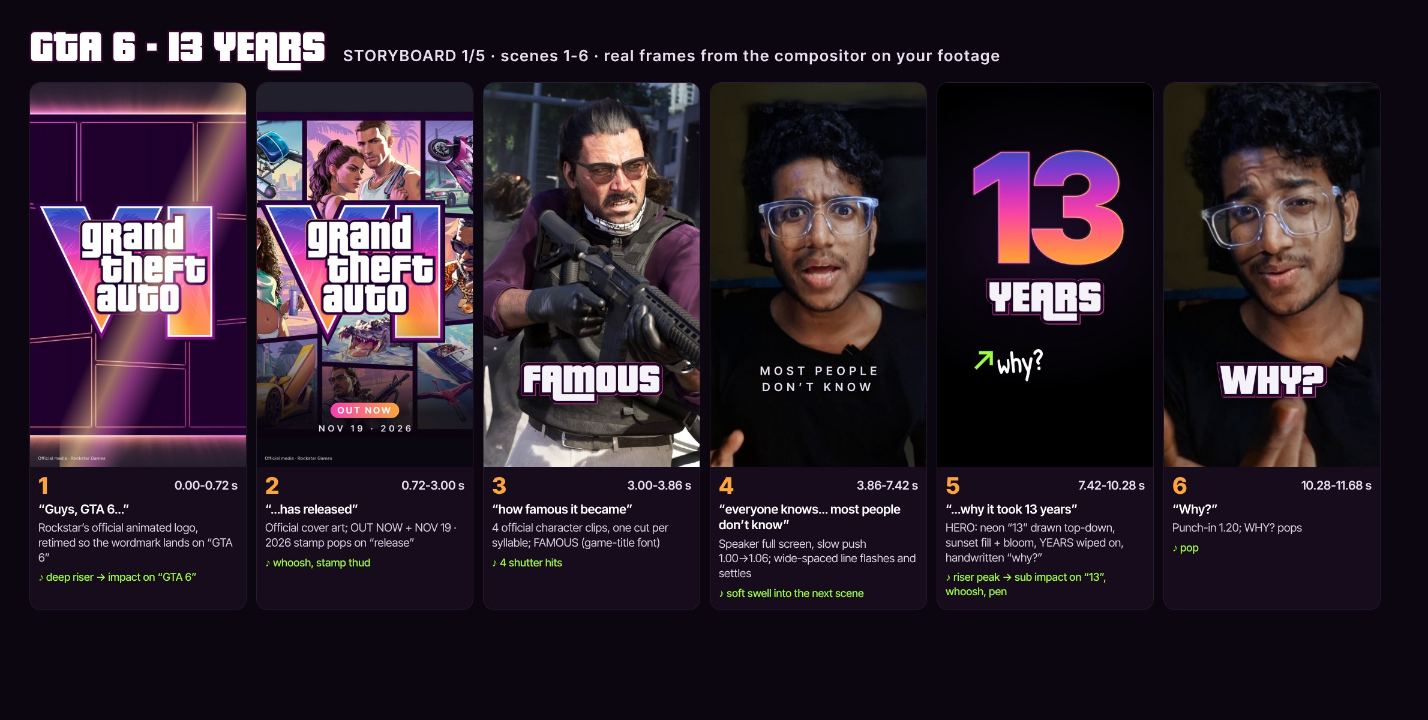 GTA 6 - 13 YEARS
STORYBOARD 1/5 · scenes 1-6 · real frames from the compositor on your footage
VI
grand
theft
auto
Official media · Rockstar Games
1
0.00-0.72 s
“Guys, GTA 6...”
Rockstar's official animated logo,
retimed so the wordmark lands on “GTA
6”
♪ deep riser → impact on “GTA 6”
VI
grand
theft
auto
OUT NOW
NOV 19 · 2026
Official media · Rockstar Games
2
0.72-3.00 s
“...has released”
Official cover art; OUT NOW + NOV 19 ·
2026 stamp pops on “release”
♪ whoosh, stamp thud
FAMOUS
3
3.00-3.86 s
“how famous it became”
4 official character clips, one cut per
syllable; FAMOUS (game-title font)
♪ 4 shutter hits
MOST PEOPLE
DON'T KNOW
4
3.86-7.42 s
“everyone knows... most people
don't know”
Speaker full screen, slow push
1.00→1.06; wide-spaced line flashes and
settles
♪ soft swell into the next scene
13
YEARS
↗ why?
5
7.42-10.28 s
“...why it took 13 years”
HERO: neon “13” drawn top-down,
sunset fill + bloom, YEARS wiped on,
handwritten “why?”
♪ riser peak → sub impact on “13”,
whoosh, pen
WHY?
6
10.28-11.68 s
“Why?”
Punch-in 1.20; WHY? pops
♪ pop